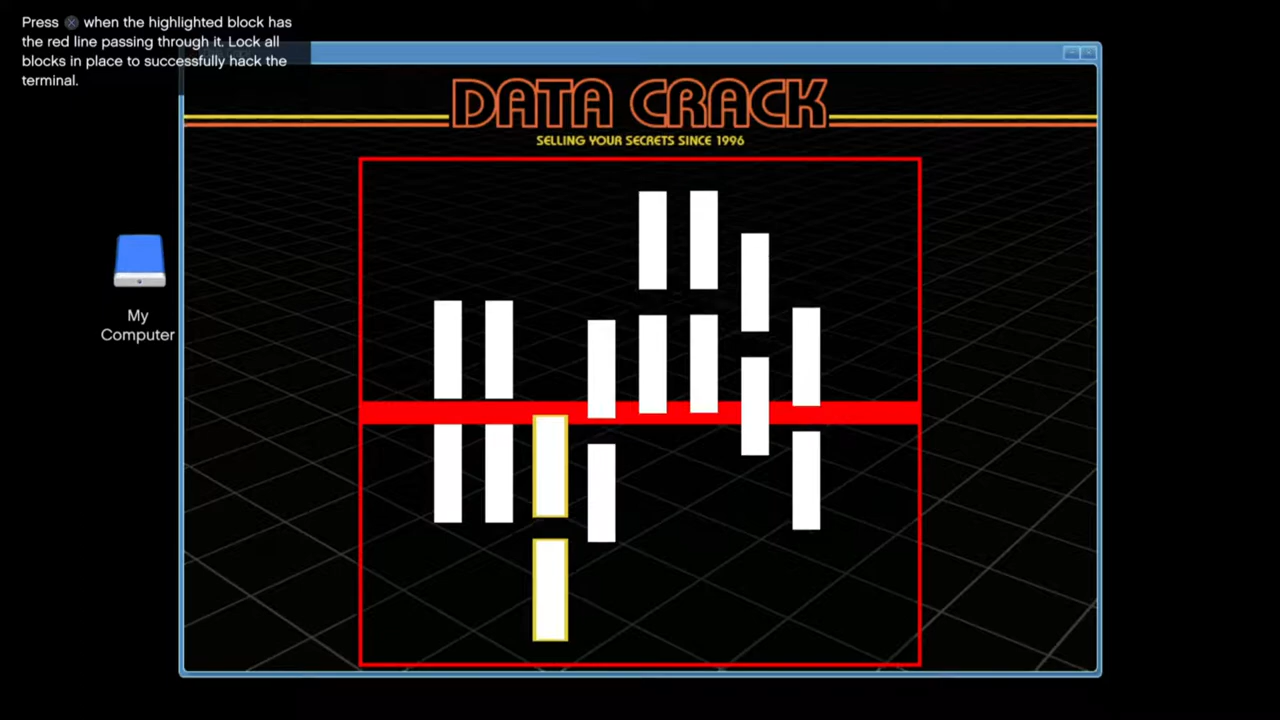 Press ⊗ when the highlighted block has
the red line passing through it. Lock all
blocks in place to successfully hack the
terminal.
DATA CRACK
SELLING YOUR SECRETS SINCE 1996
My
Computer